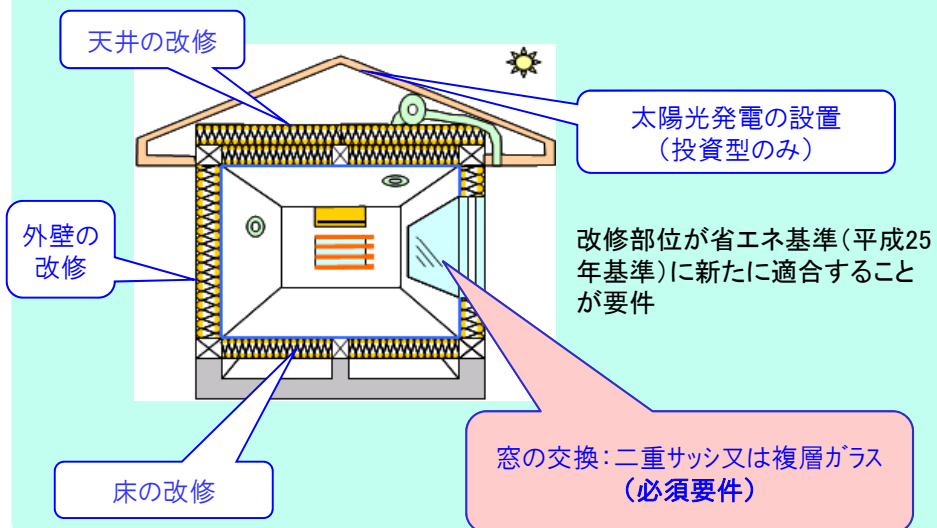 天井の改修
太陽光発電の設置
（投資型のみ）
外壁の
改修
改修部位が省エネ基準（平成25
年基準）に新たに適合すること
が要件
窓の交換：二重サッシ又は複層ガラス
（必須要件）
床の改修